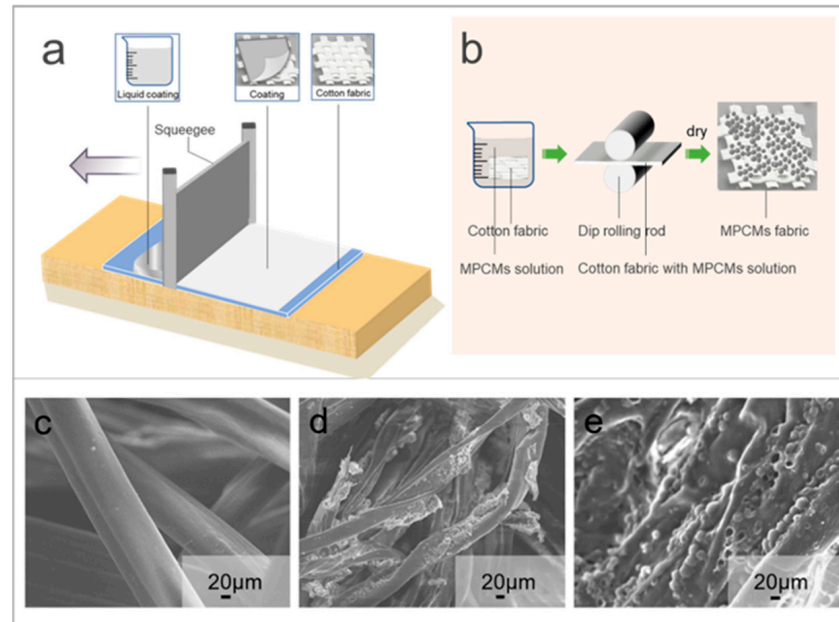 a
Liquid coating
Coating
Cotton fabric
Squeegee
b
dry
Cotton fabric
Dip rolling rod
MPCMs fabric
MPCMs solution
Cotton fabric with MPCMs solution
c
20μm
d
20μm
e
20μm